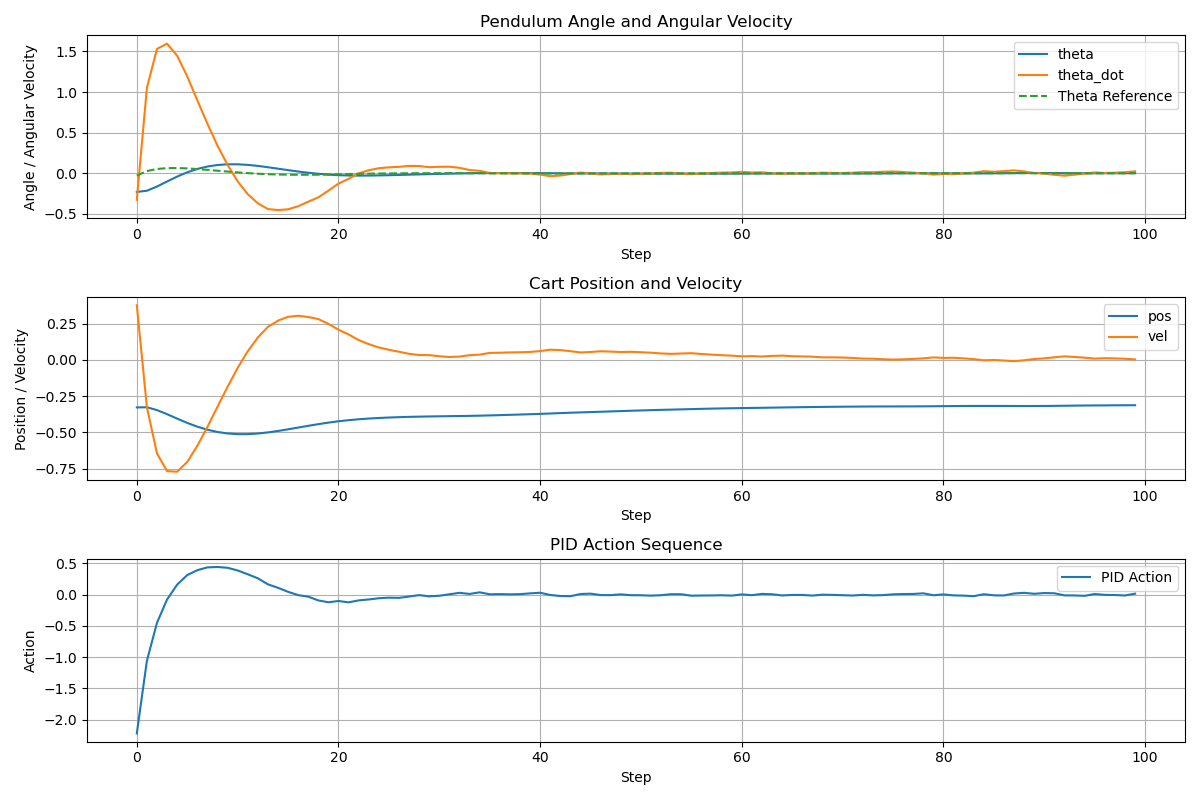 Pendulum Angle and Angular Velocity
Angle / Angular Velocity
1.5
1.0
0.5
0.0
−0.5
theta
theta_dot
Theta Reference
0 20 40 60 80 100
Step
Cart Position and Velocity
Position / Velocity
0.25
0.00
−0.25
−0.50
−0.75
pos
vel
0 20 40 60 80 100
Step
PID Action Sequence
Action
0.5
0.0
−0.5
−1.0
−1.5
−2.0
PID Action
0 20 40 60 80 100
Step